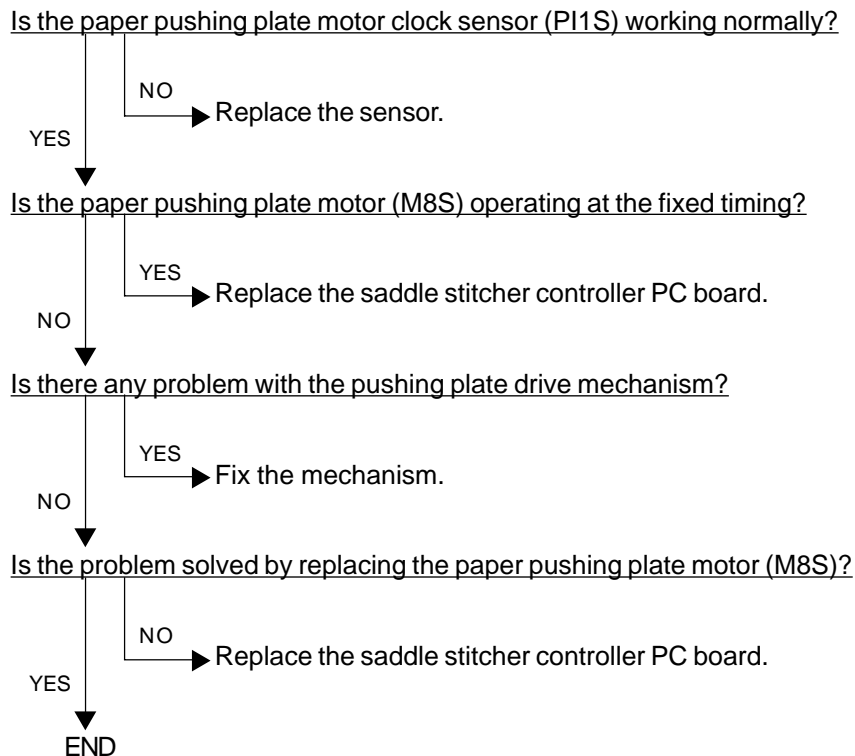 Is the paper pushing plate motor clock sensor (PI1S) working normally?
NO
Replace the sensor.
YES
Is the paper pushing plate motor (M8S) operating at the fixed timing?
YES
Replace the saddle stitcher controller PC board.
NO
Is there any problem with the pushing plate drive mechanism?
YES
Fix the mechanism.
NO
Is the problem solved by replacing the paper pushing plate motor (M8S)?
NO
Replace the saddle stitcher controller PC board.
YES
END